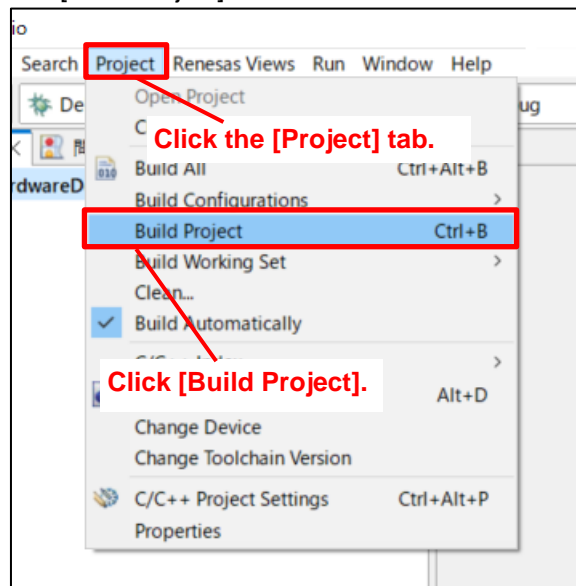 io
Search Project Renesas Views Run Window Help
De
ug
Open Project
C
Click the [Project] tab.
Build All Ctrl+Alt+B
rdwareD
Build Configurations
Build Project Ctrl+B
Build Working Set
Clean...
Build Automatically
Click [Build Project].
Alt+D
Change Device
Change Toolchain Version
C/C++ Project Settings Ctrl+Alt+P
Properties